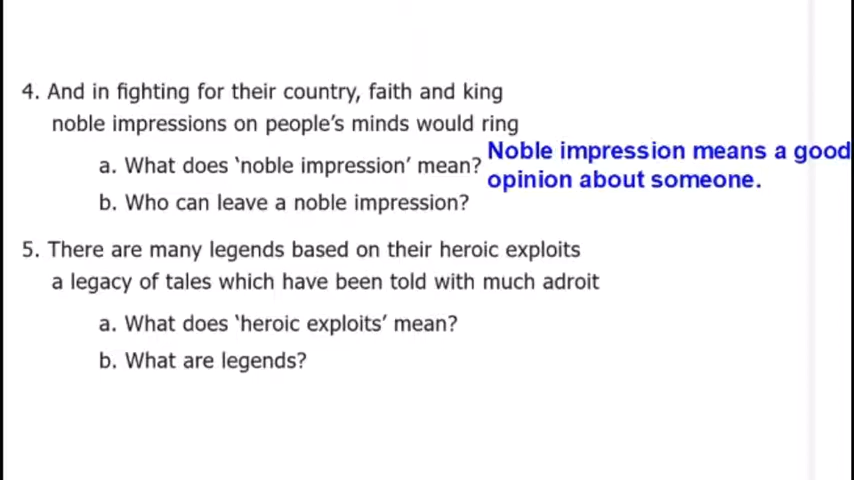 4. And in fighting for their country, faith and king
noble impressions on people's minds would ring
a. What does 'noble impression' mean?
Noble impression means a good
opinion about someone.
b. Who can leave a noble impression?
5. There are many legends based on their heroic exploits
a legacy of tales which have been told with much adroit
a. What does 'heroic exploits' mean?
b. What are legends?